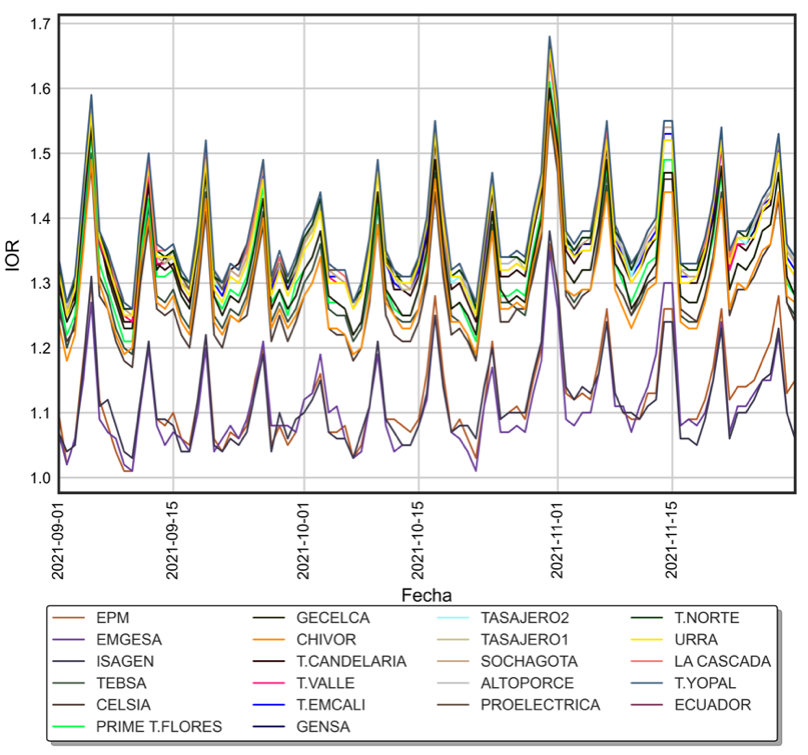 1.7
1.6
1.5
1.4
1.3
1.2
1.1
1.0
IOR
2021-09-01
2021-09-15
2021-10-01
2021-10-15
2021-11-01
2021-11-15
Fecha
EPM GECELCA TASAJERO2 T.NORTE
EMGESA CHIVOR TASAJERO1 URRA
ISAGEN T.CANDELARIA SOCHAGOTA LA CASCADA
TEBSA T.VALLE ALTOPORCE T.YOPAL
CELSIA T.EMCALI PROELECTRICA ECUADOR
PRIME T.FLORES GENSA